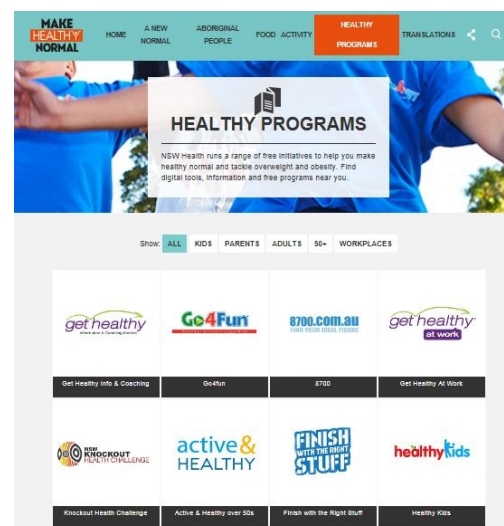 MAKE
HEALTHY
NORMAL
HOME
A NEW
NORMAL
ABORIGINAL
PEOPLE
FOOD
ACTIVITY
HEALTHY
PROGRAMS
TRANSLATIONS
HEALTHY PROGRAMS
NSW Health runs a range of free initiatives to help you make
healthy normal and tackle overweight and obesity. Find
digital tools, information and free programs near you.
Show: ALL KIDS PARENTS ADULTS 50+ WORKPLACES
get healthy
Information & Coaching Service
Go4Fun
8700.com.au
FIND YOUR IDEAL FIGURE
get healthy
at work
Get Healthy Info & Coaching
Go4fun
8700
Get Healthy At Work
NSW
KNOCKOUT
HEALTH CHALLENGE
active &
HEALTHY
FINISH
WITH THE RIGHT
STUFF
healthy kids
Knockout Health Challenge
Active & Healthy over 50s
Finish with the Right Stuff
Healthy Kids